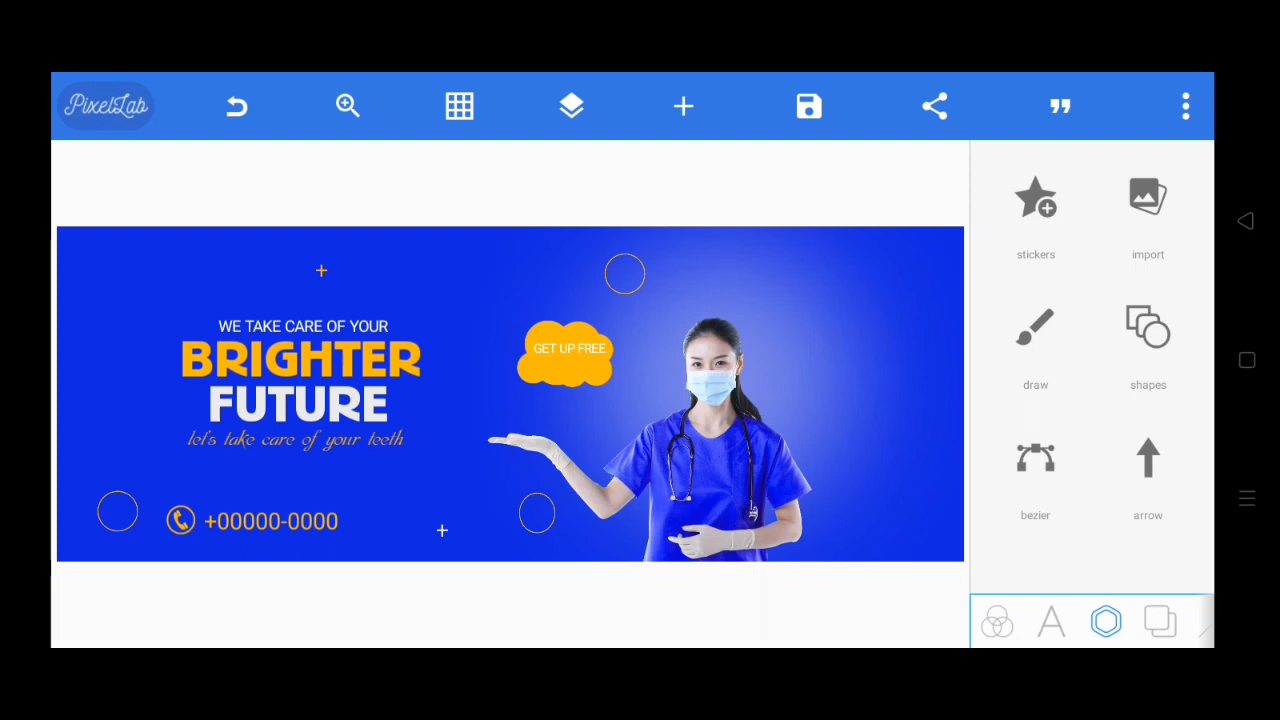 PixelLab
stickers
import
WE TAKE CARE OF YOUR
BRIGHTER
FUTURE
let's take care of your teeth
GET UP FREE
draw
shapes
+00000-0000
bezier
arrow